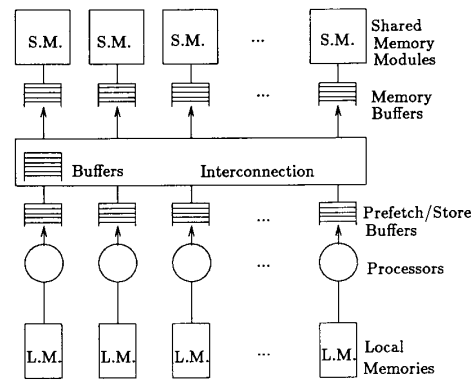 S.M. S.M. S.M. ... S.M.
Shared
Memory
Modules
... Memory
Buffers
Buffers Interconnection
... Prefetch/Store
Buffers
... Processors
L.M. L.M. L.M. ... L.M.
Local
Memories